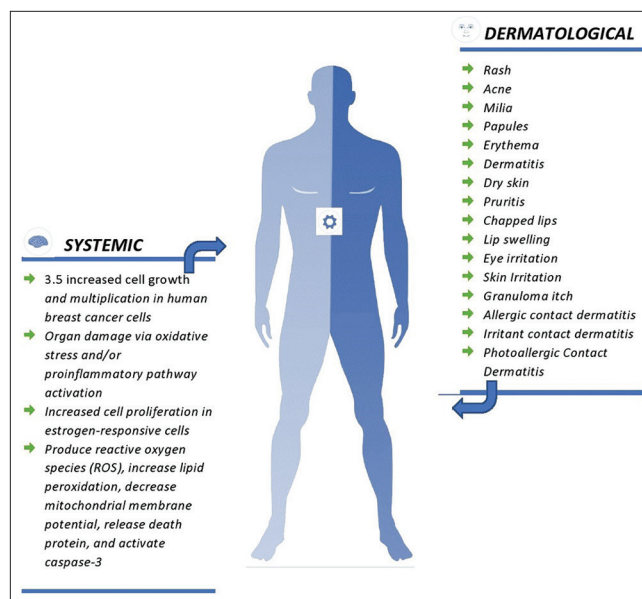 DERMATOLOGICAL
Rash
Acne
Milia
Papules
Erythema
Dermatitis
Dry skin
Pruritis
Chapped lips
Lip swelling
Eye irritation
Skin Irritation
Granuloma itch
Allergic contact dermatitis
Irritant contact dermatitis
Photoallergic Contact
Dermatitis
SYSTEMIC
3.5 increased cell growth
and multiplication in human
breast cancer cells
Organ damage via oxidative
stress and/or
proinflammatory pathway
activation
Increased cell proliferation in
estrogen-responsive cells
Produce reactive oxygen
species (ROS), increase lipid
peroxidation, decrease
mitochondrial membrane
potential, release death
protein, and activate
caspase-3